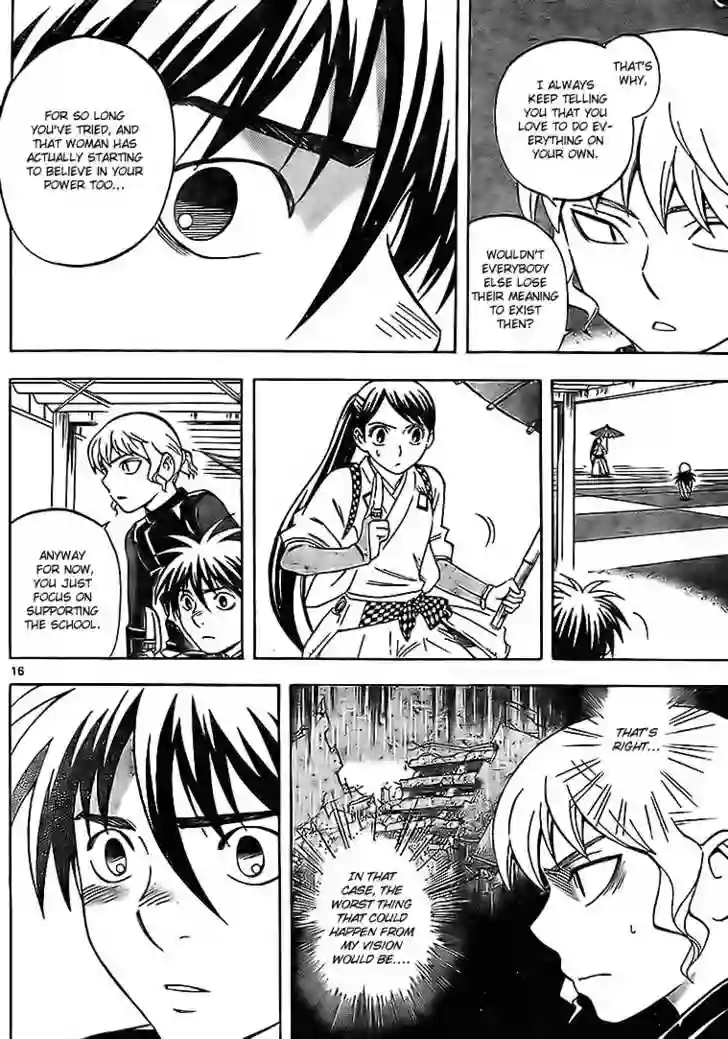 THAT'S
WHY,
I ALWAYS
KEEP TELLING
YOU THAT YOU
LOVE TO DO EV-
ERYTHING ON
YOUR OWN.
WOULDN'T
EVERYBODY
ELSE LOSE
THEIR MEANING
TO EXIST
THEN?
FOR SO LONG
YOU'VE TRIED, AND
THAT WOMAN HAS
ACTUALLY STARTING
TO BELIEVE IN YOUR
POWER TOO...
ANYWAY
FOR NOW,
YOU JUST
FOCUS ON
SUPPORTING
THE SCHOOL.
16
THAT'S
RIGHT...
IN THAT
CASE, THE
WORST THING
THAT COULD
HAPPEN FROM
MY VISION
WOULD BE....